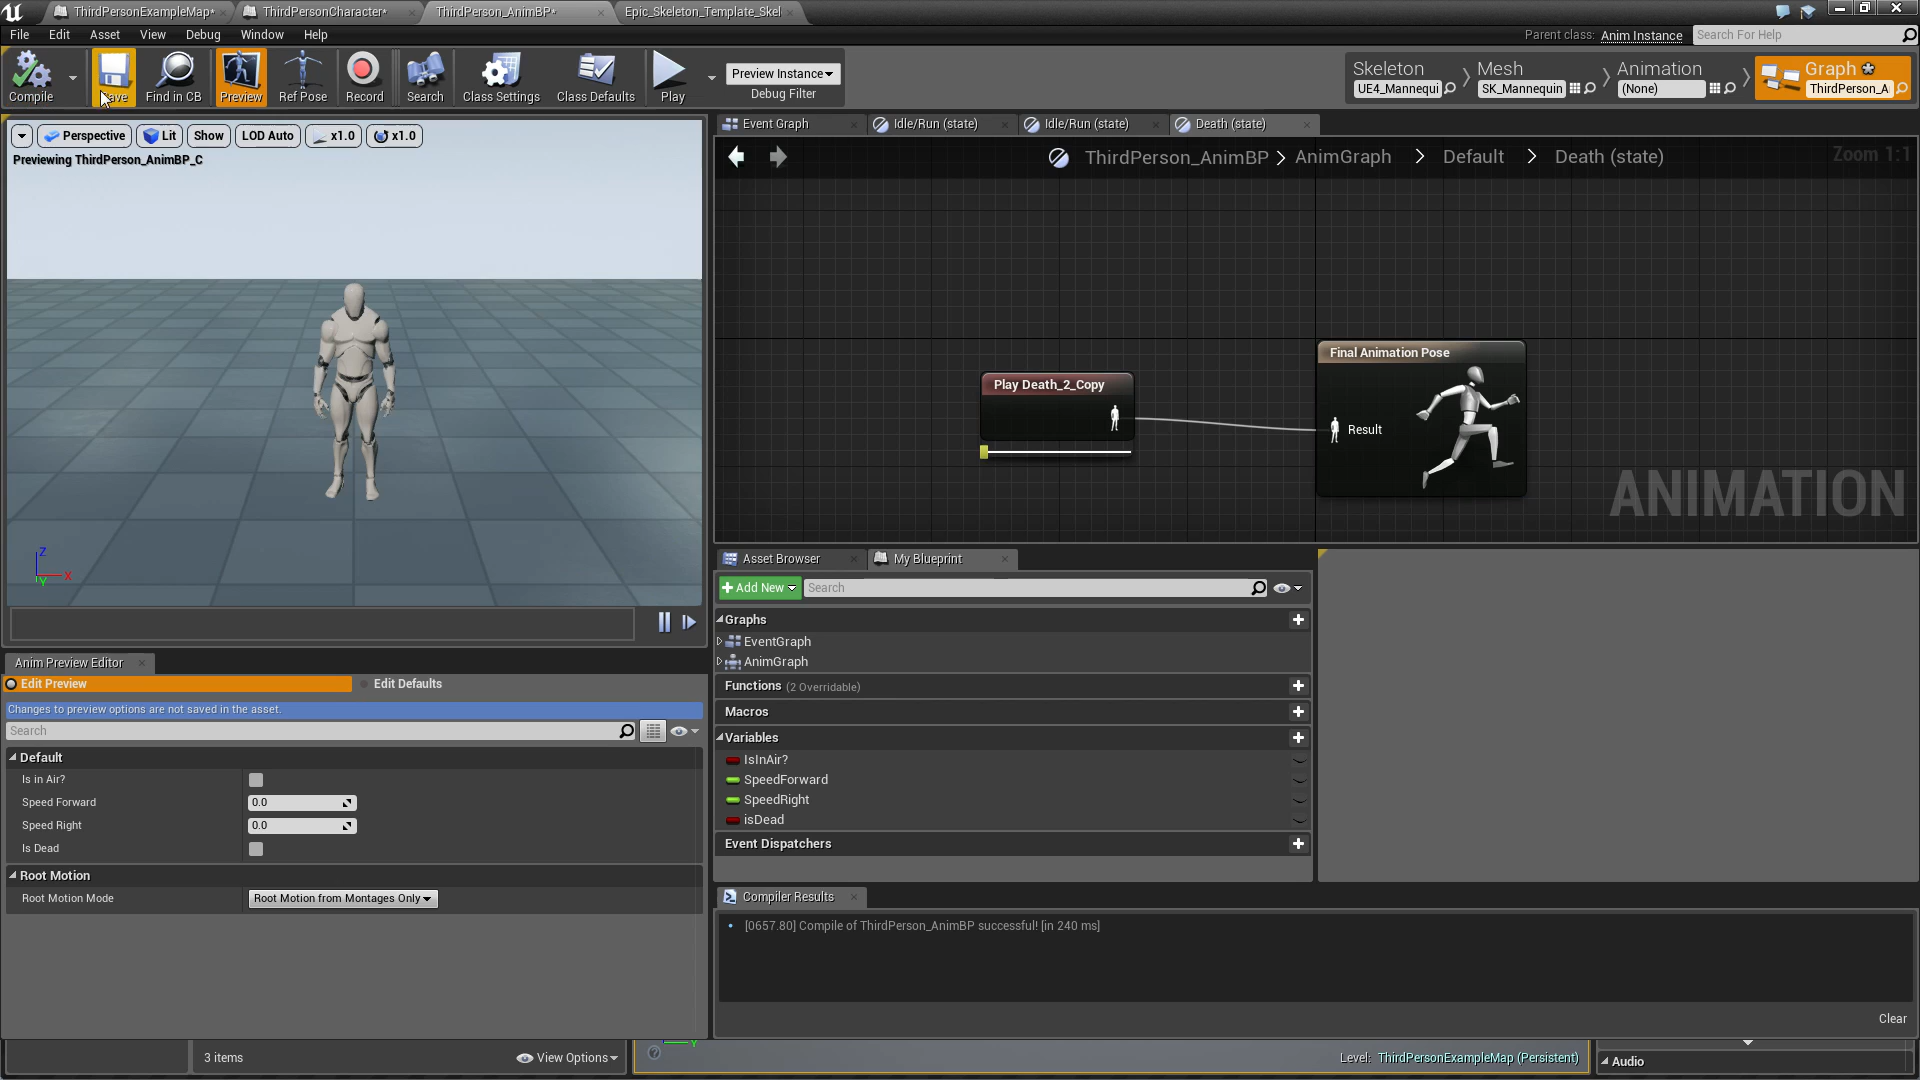 ThirdPersonExampleMap*
ThirdPersonCharacter*
ThirdPerson_AnimBP*
Epic_Skeleton_Template_Skel
File Edit Asset View Debug Window Help
Parent class: Anim Instance
Search For Help
Compile
Find in CB
Preview
Ref Pose
Record
Search
Class Settings
Class Defaults
Play
Preview Instance
Debug Filter
Skeleton
UE4_Mannequi
Mesh
SK_Mannequin
Animation
(None)
Graph
ThirdPerson_A
Perspective
Lit
Show
LOD Auto
x1.0
x1.0
Previewing ThirdPerson_AnimBP_C
Z
X
Y
Event Graph
Idle/Run (state)
Idle/Run (state)
Death (state)
ThirdPerson_AnimBP > AnimGraph > Default > Death (state)
Zoom 1:1
Play Death_2_Copy
Final Animation Pose
Result
ANIMATION
Anim Preview Editor
Edit Preview
Edit Defaults
Changes to preview options are not saved in the asset.
Search
Default
Is in Air?
Speed Forward 0.0
Speed Right 0.0
Is Dead
Root Motion
Root Motion Mode Root Motion from Montages Only
Asset Browser
My Blueprint
+ Add New
Search
Graphs
EventGraph
AnimGraph
Functions (2 Overridable)
Macros
Variables
IsInAir?
SpeedForward
SpeedRight
isDead
Event Dispatchers
Compiler Results
[0657.80] Compile of ThirdPerson_AnimBP successful! [in 240 ms]
Clear
3 items
View Options
Y
Level: ThirdPersonExampleMap (Persistent)
Audio